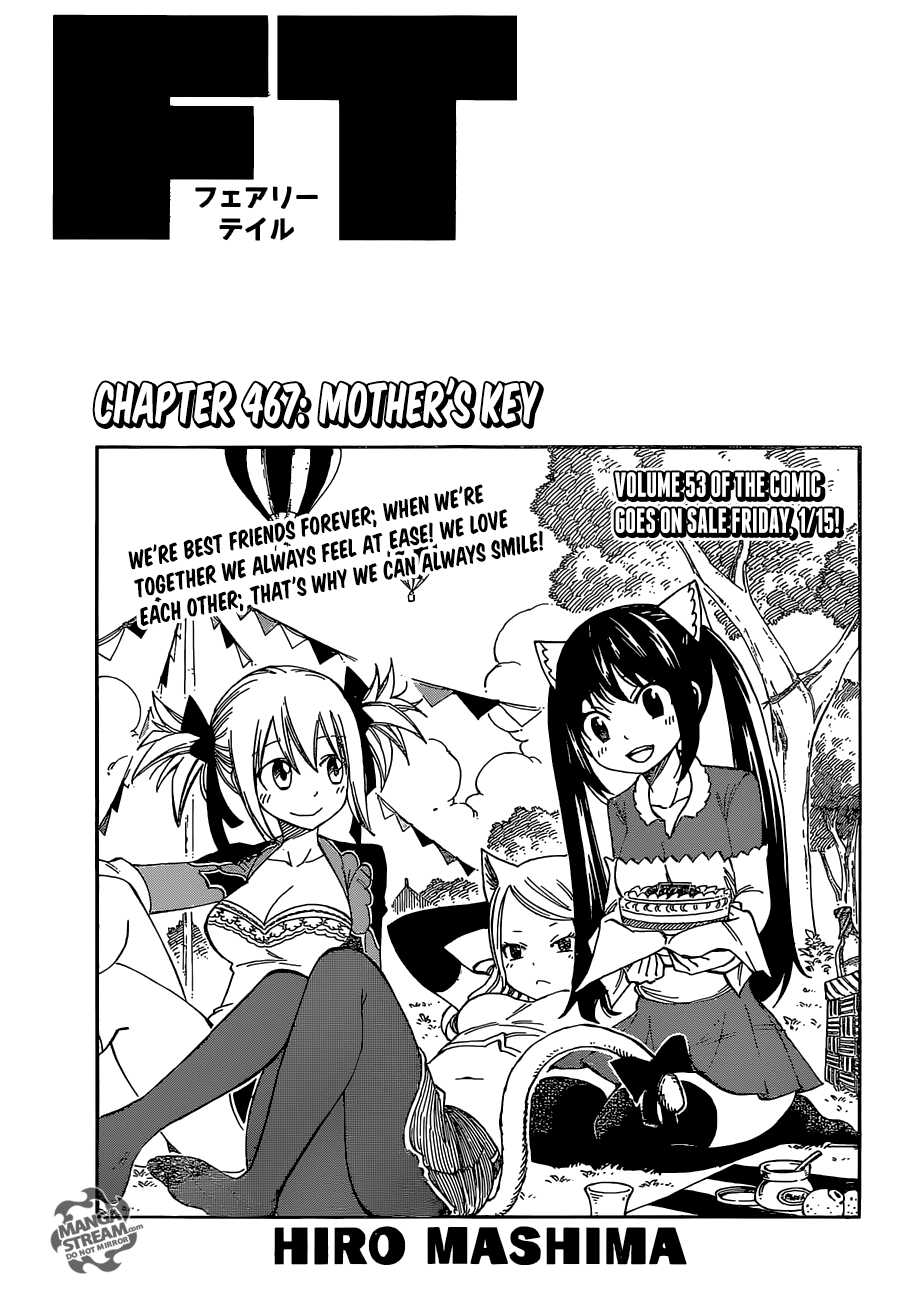 FT
フェアリー
テイル
CHAPTER 467: MOTHER'S KEY
WE'RE BEST FRIENDS FOREVER; WHEN WE'RE
TOGETHER WE ALWAYS FEEL AT EASE! WE LOVE
EACH OTHER; THAT'S WHY WE CAN ALWAYS SMILE!
VOLUME 53 OF THE COMIC
GOES ON SALE FRIDAY, 1/15!
MANGA
STREAM.com
DO NOT MIRROR
HIRO MASHIMA